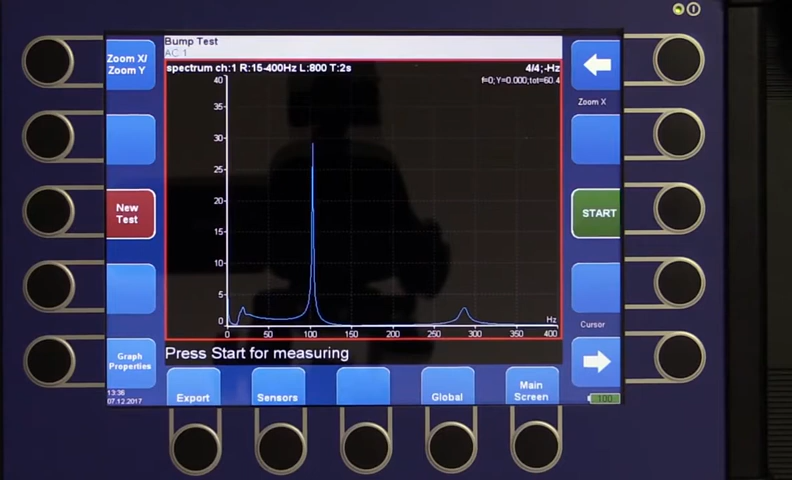 Bump Test
AC 1
Zoom X/
Zoom Y
spectrum ch:1 R:15-400Hz L:800 T:2s
4/4;-Hz
f=0; Y=0.000;tot=60.4
Zoom X
40
35
30
25
20
15
10
5
0
0 50 100 150 200 250 300 350 400
Hz
New
Test
START
Cursor
Press Start for measuring
Graph
Properties
13:36
07.12.2017
Export
Sensors
Global
Main
Screen
100